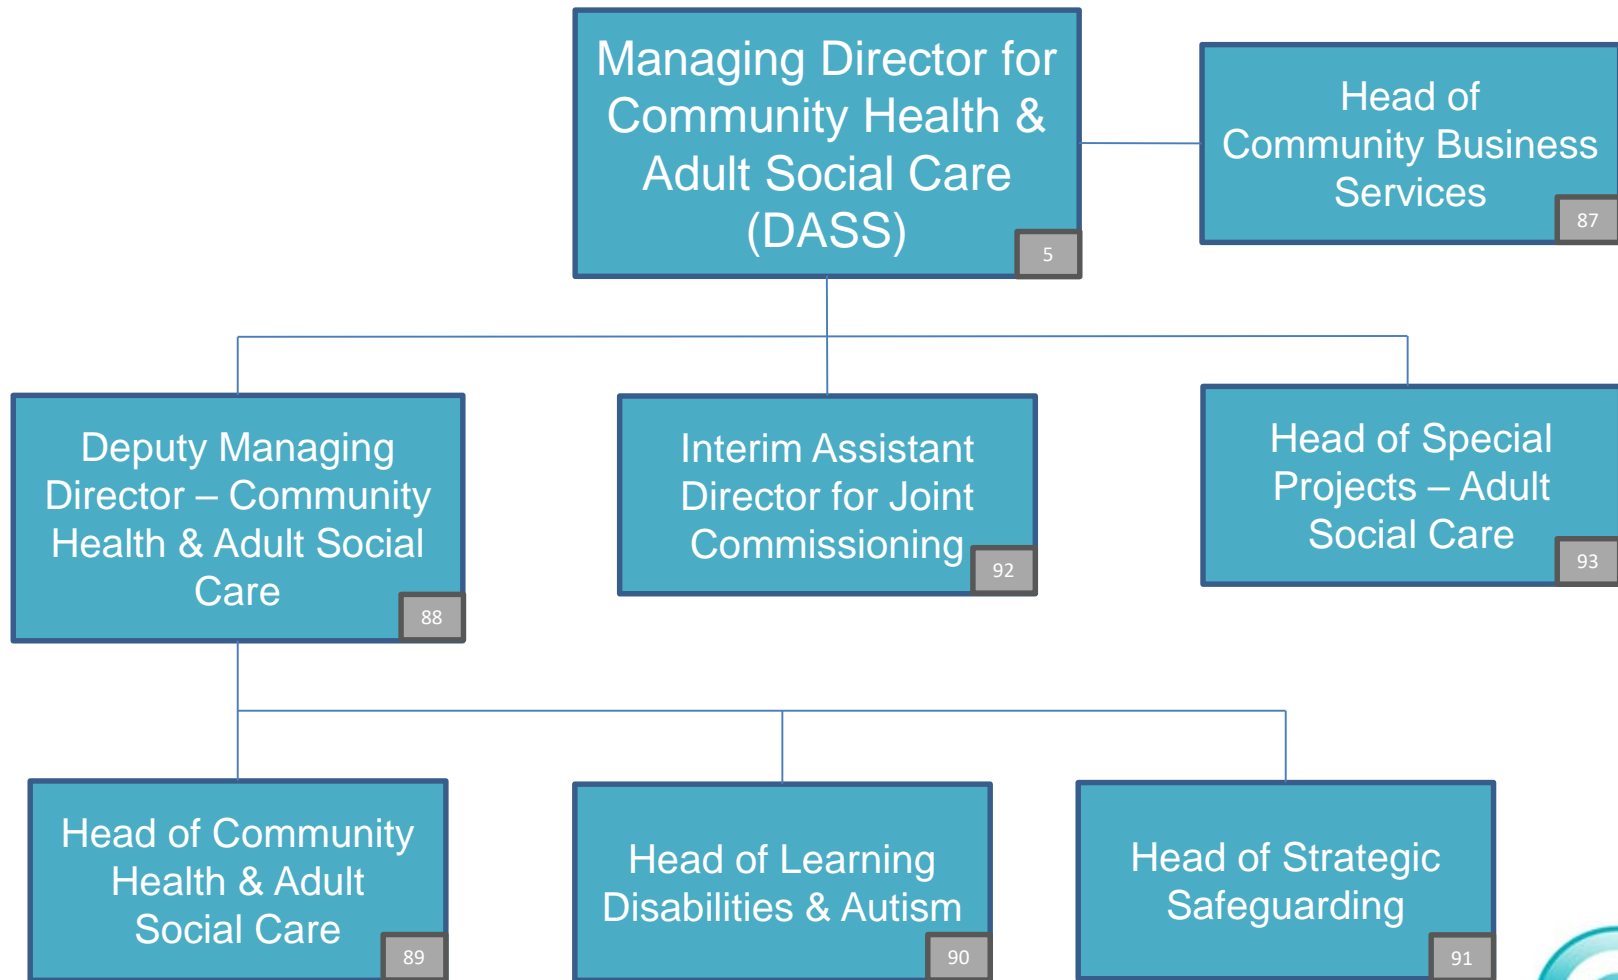 Managing Director for
Community Health &
Adult Social Care
(DASS)
5
Head of
Community Business
Services
87
Deputy Managing
Director – Community
Health & Adult Social
Care
88
Interim Assistant
Director for Joint
Commissioning
92
Head of Special
Projects – Adult
Social Care
93
Head of Community
Health & Adult
Social Care
89
Head of Learning
Disabilities & Autism
90
Head of Strategic
Safeguarding
91